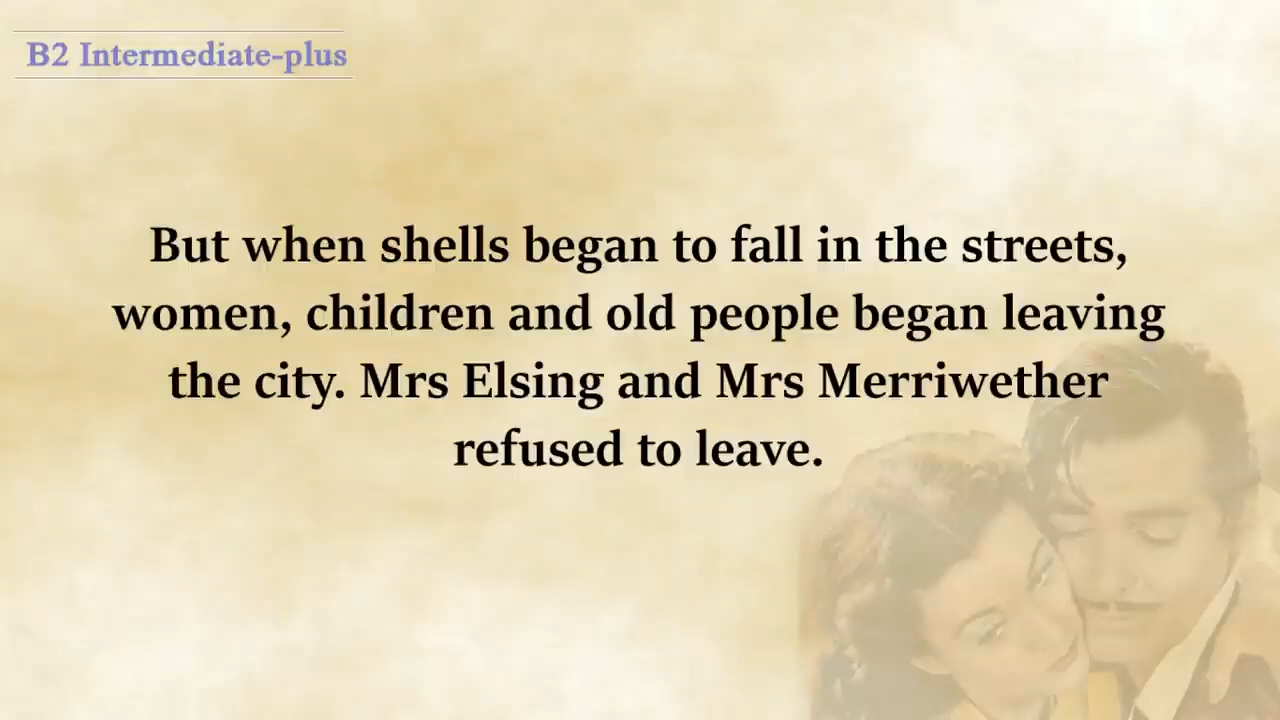 B2 Intermediate-plus
But when shells began to fall in the streets,
women, children and old people began leaving
the city. Mrs Elsing and Mrs Merriwether
refused to leave.